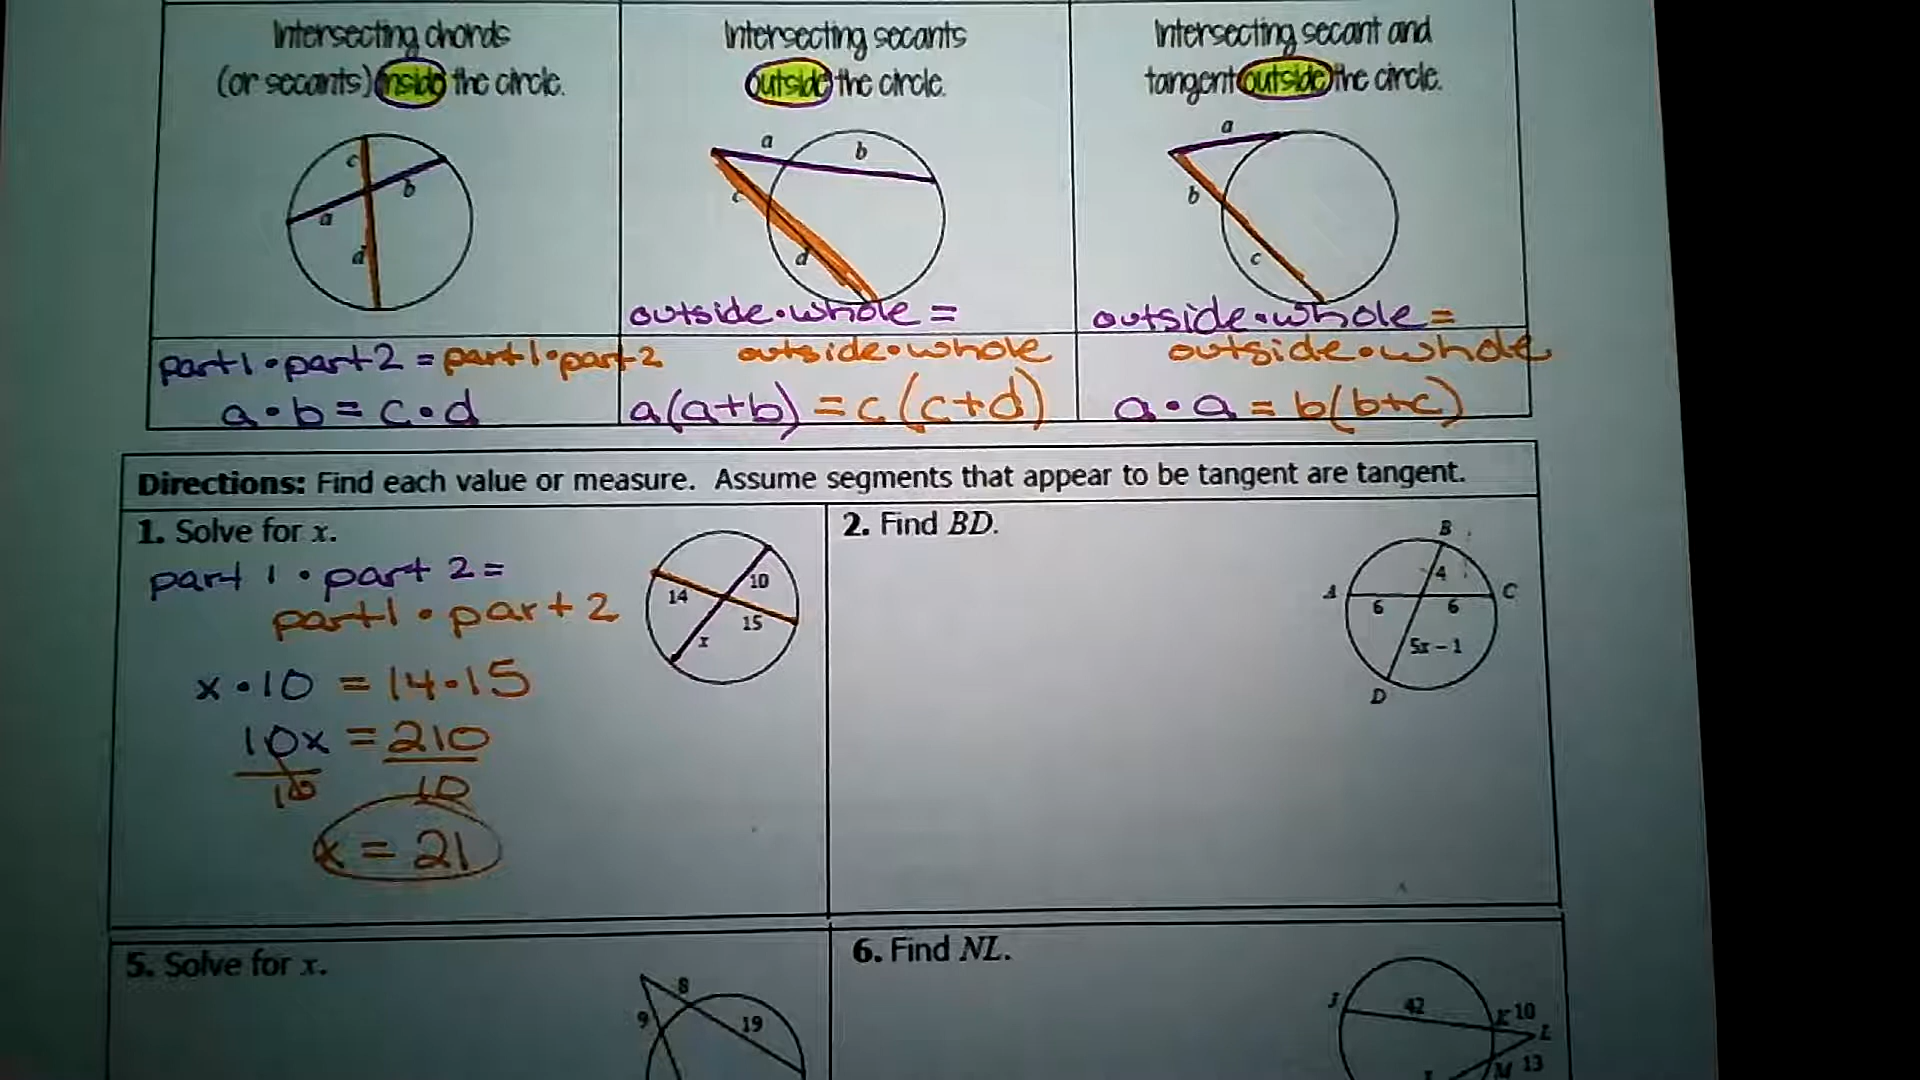 Intersecting chords
(or secants) inside the circle.
c
b
a
d
Intersecting secants
outside the circle.
a
b
c
d
outside • whole =
Intersecting secant and
tangent outside the circle.
a
b
c
outside • whole =
part 1 • part 2 = part 1 • part 2
a • b = c • d
outside • whole
a(a+b) = c(c+d)
outside • whole
a • a = b(b+c)
Directions: Find each value or measure. Assume segments that appear to be tangent are tangent.
1. Solve for x.
part 1 • part 2 =
part 1 • part 2
x • 10 = 14 • 15
10x = 210
10 10
x = 21
10
14
15
x
2. Find BD.
B
4
A
C
6
6
5x – 1
D
5. Solve for x.
8
9
19
6. Find NL.
J
42
K
10
L
M
13